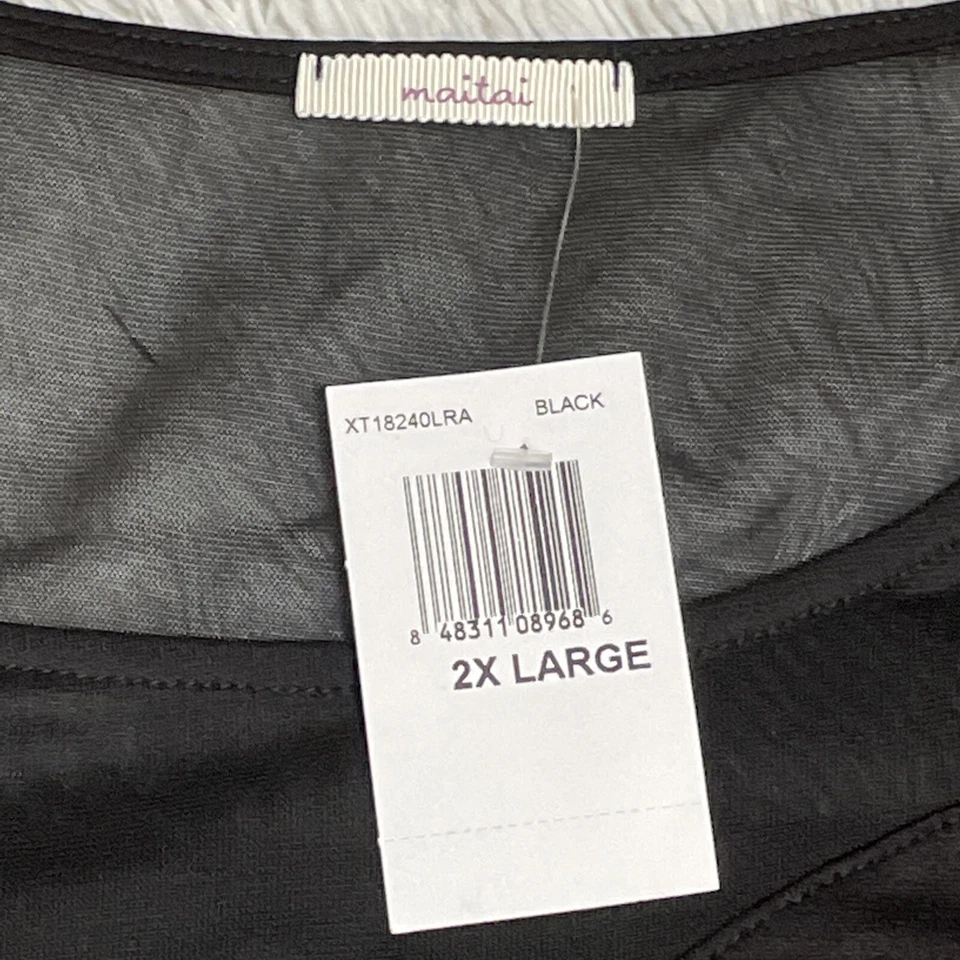 maitai
XT18240LRA BLACK
8 48311 08968 6
2X LARGE